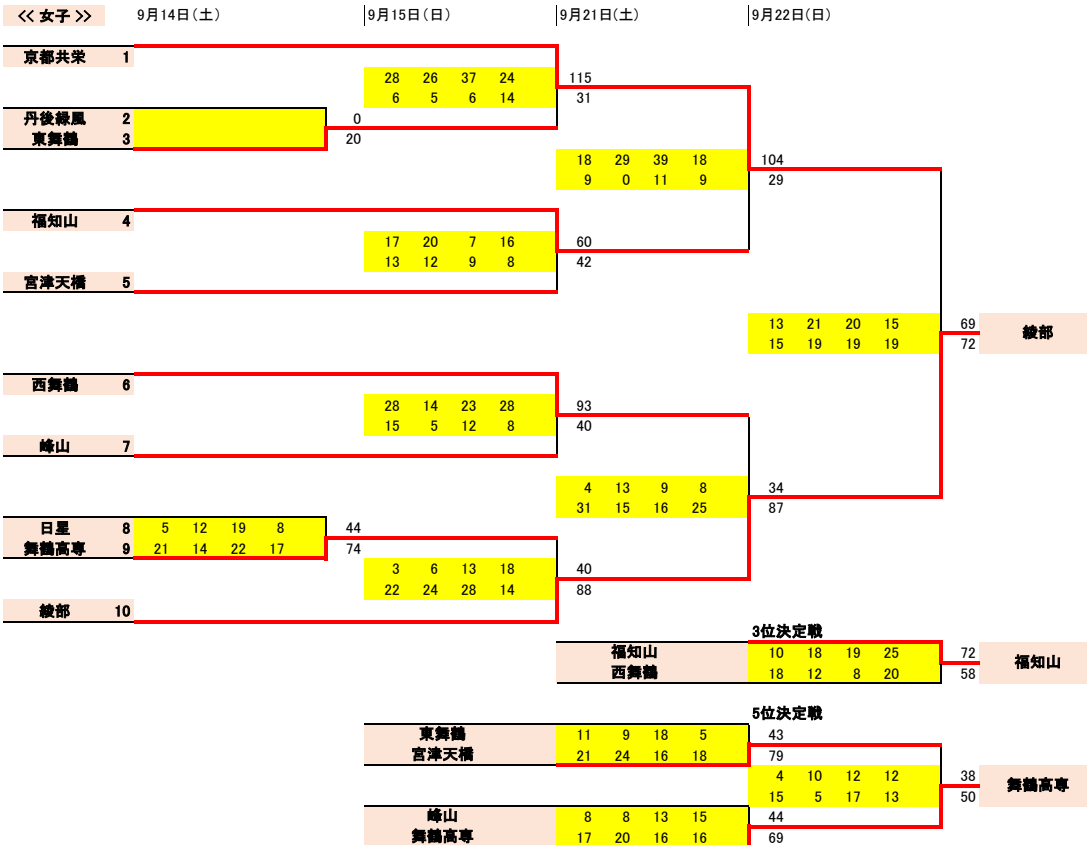 ≪ 女子 ≫ 9月14日(土) 9月15日(日) 9月21日(土) 9月22日(日)
京都共栄 1
28 26 37 24 115
6 5 6 14 31
丹後緑風 2 0
東舞鶴 3 20
18 29 39 18 104
9 0 11 9 29
福知山 4
17 20 7 16 60
13 12 9 8 42
宮津天橋 5
13 21 20 15 69
15 19 19 19 72
綾部
西舞鶴 6
28 14 23 28 93
15 5 12 8 40
峰山 7
4 13 9 8 34
31 15 16 25 87
日星 8 5 12 19 8 44
舞鶴高専 9 21 14 22 17 74
3 6 13 18 40
22 24 28 14 88
綾部 10
3位決定戦
福知山 10 18 19 25 72
西舞鶴 18 12 8 20 58
福知山
5位決定戦
東舞鶴 11 9 18 5 43
宮津天橋 21 24 16 18 79
4 10 12 12 38
15 5 17 13 50
舞鶴高専
峰山 8 8 13 15 44
舞鶴高専 17 20 16 16 69